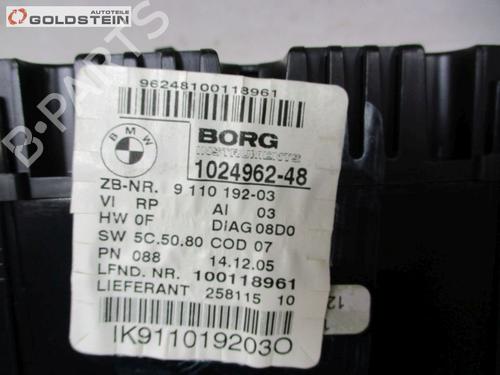 Autoteile
GOLDSTEIN
B-PARTS
96248100118961
BMW
BORG
INSTRUMENTS
1024962-48
ZB-NR. 9 110 192-03
VI RP AI 03
HW 0F DIAG 08D0
SW 5C.50.80 COD 07
PN 088 14.12.05
LFND. NR. 100118961
LIEFERANT 258115 10
IK9110192030